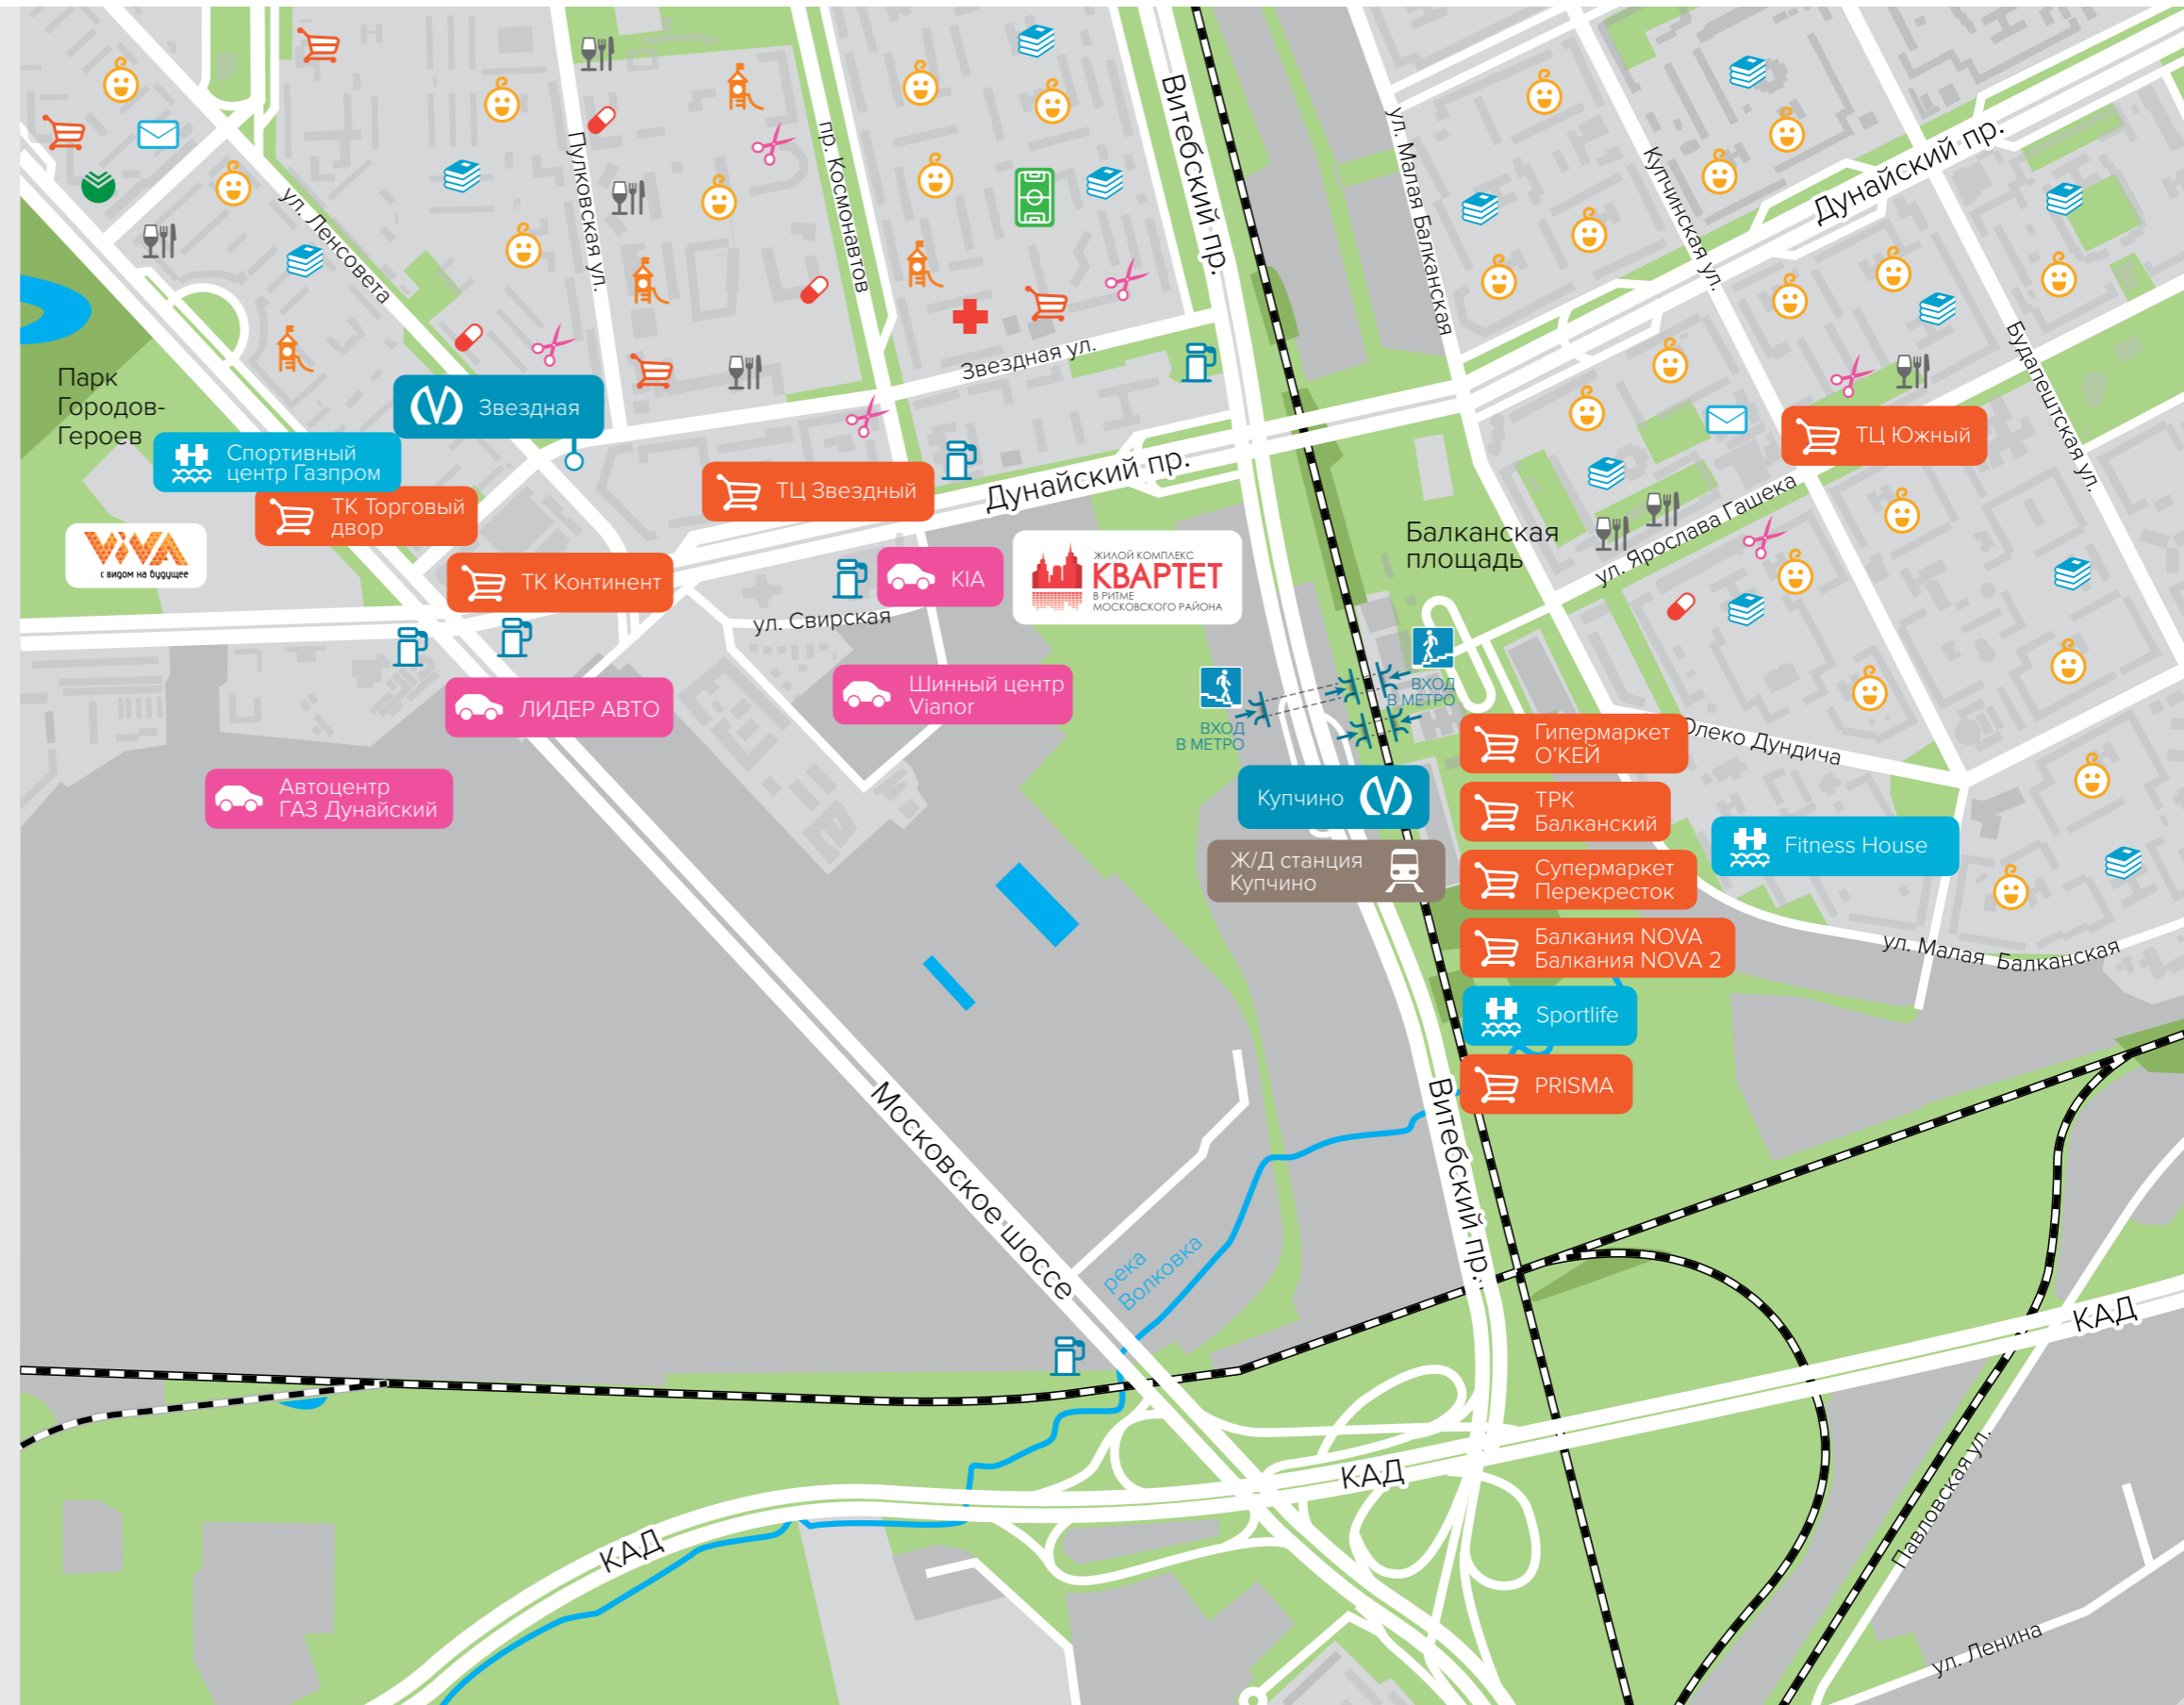 Витебский пр.
ул. Малая Балканская
Купчинская ул.
Дунайский пр.
Пулковская ул.
пр. Космонавтов
ул. Ленсовета
Звездная ул.
Будапештская ул.
Парк
Городов-
Героев
Звездная
Спортивный
центр Газпром
ТК Торговый
двор
ТЦ Звездный
ТЦ Южный
Дунайский пр.
ViVA
с видом на будущее
ТК Континент
KIA
ЖИЛОЙ КОМПЛЕКС
КВАРТЕТ
В РИТМЕ
МОСКОВСКОГО РАЙОНА
Балканская
площадь
ул. Ярослава Гашека
ул. Свирская
ЛИДЕР АВТО
Шинный центр
Vianor
ВХОД
В МЕТРО
ВХОД
В МЕТРО
Автоцентр
ГАЗ Дунайский
Купчино
Ж/Д станция
Купчино
Гипермаркет
О'КЕЙ
Олеко Дундича
ТРК
Балканский
Супермаркет
Перекресток
Fitness House
Балкания NOVA
Балкания NOVA 2
ул. Малая Балканская
Sportlife
PRISMA
Московское шоссе
Витебский пр.
река
Волковка
КАД
КАД
КАД
Павловская ул.
ул. Ленина